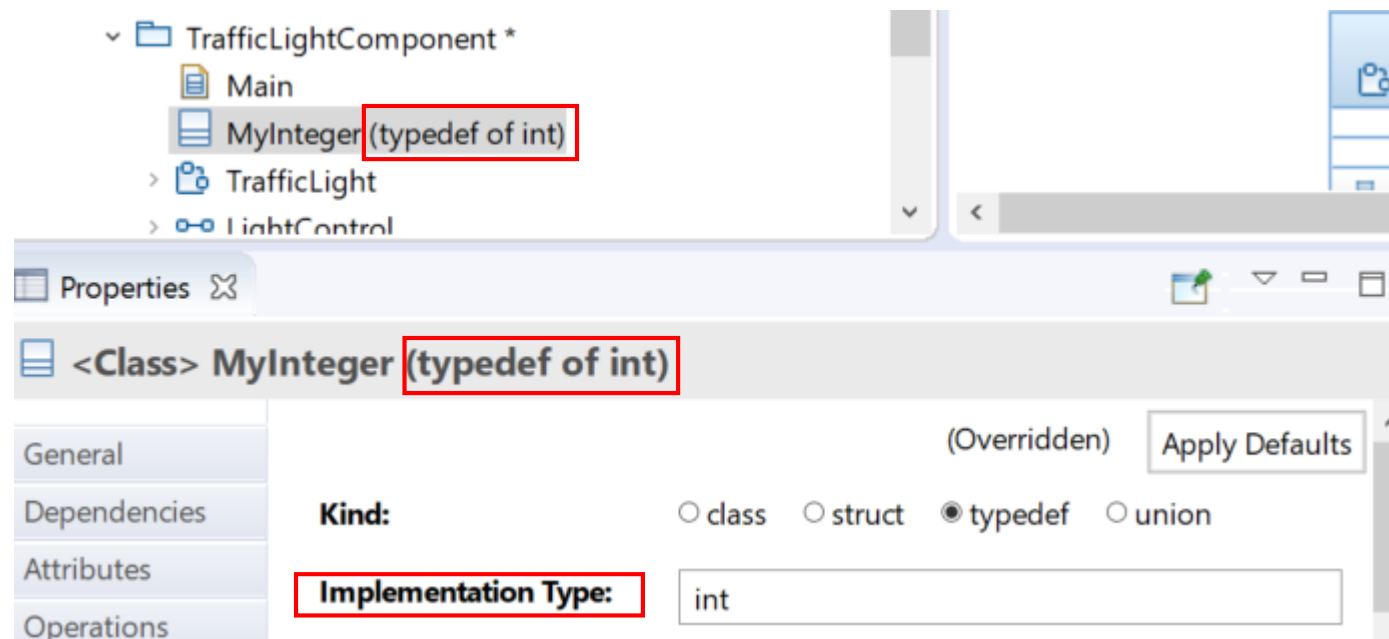 TrafficLightComponent *
Main
MyInteger (typedef of int)
TrafficLight
LightControl
Properties
<Class> MyInteger (typedef of int)
(Overridden) Apply Defaults
General
Dependencies
Kind: class struct typedef union
Attributes
Implementation Type: int
Operations